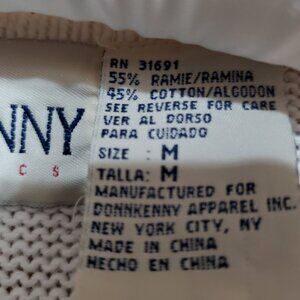 NNY
C S
RN 31691
55% RAMIE/RAMINA
45% COTTON/ALGODON
SEE REVERSE FOR CARE
VER AL DORSO
PARA CUIDADO
SIZE : M
TALLA: M
MANUFACTURED FOR
DONNKENNY APPAREL INC.
NEW YORK CITY, NY
MADE IN CHINA
HECHO EN CHINA